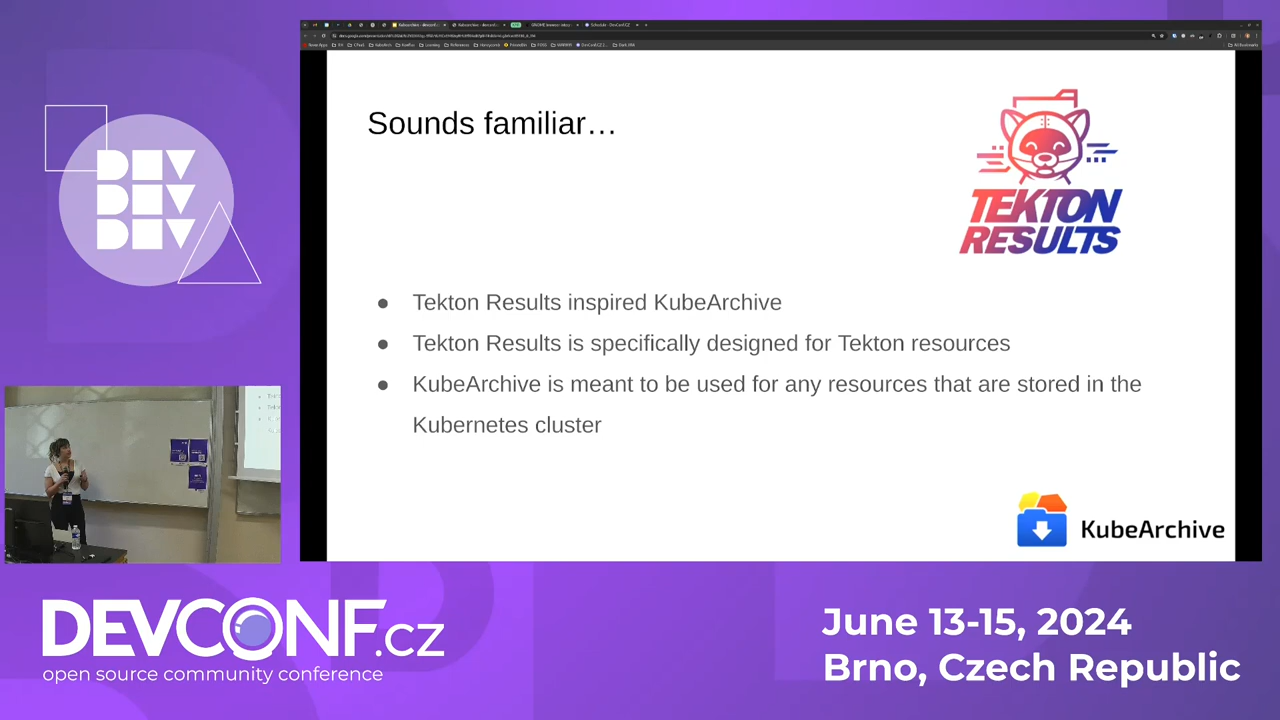 DEV
DEV
DEV
Sounds familiar…
TEKTON
RESULTS
● Tekton Results inspired KubeArchive
● Tekton Results is specifically designed for Tekton resources
● KubeArchive is meant to be used for any resources that are stored in the
Kubernetes cluster
KubeArchive
DEVCONF.cz
open source community conference
June 13-15, 2024
Brno, Czech Republic